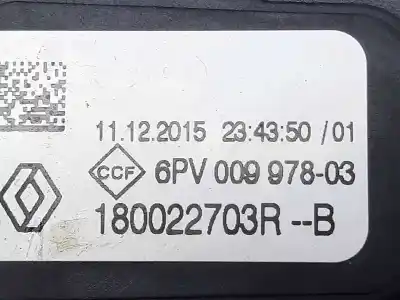 11.12.2015 23:43:50 /01
CCF 6PV 009 978-03
180022703R --B